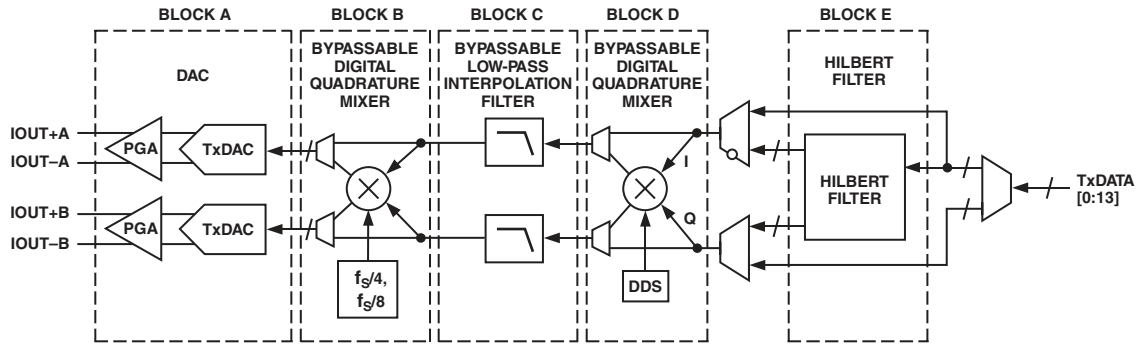 BLOCK A
BLOCK B
BLOCK C
BLOCK D
BLOCK E
DAC
BYPASSABLE
DIGITAL
QUADRATURE
MIXER
BYPASSABLE
LOW-PASS
INTERPOLATION
FILTER
BYPASSABLE
DIGITAL
QUADRATURE
MIXER
HILBERT
FILTER
IOUT+A
IOUT–A
PGA
TxDAC
I
HILBERT
FILTER
TxDATA
[0:13]
IOUT+B
IOUT–B
PGA
TxDAC
Q
fS/4,
fS/8
DDS